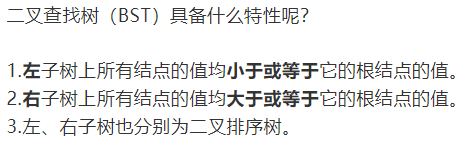 二叉查找树（BST）具备什么特性呢？
1.左子树上所有结点的值均小于或等于它的根结点的值。
2.右子树上所有结点的值均大于或等于它的根结点的值。
3.左、右子树也分别为二叉排序树。